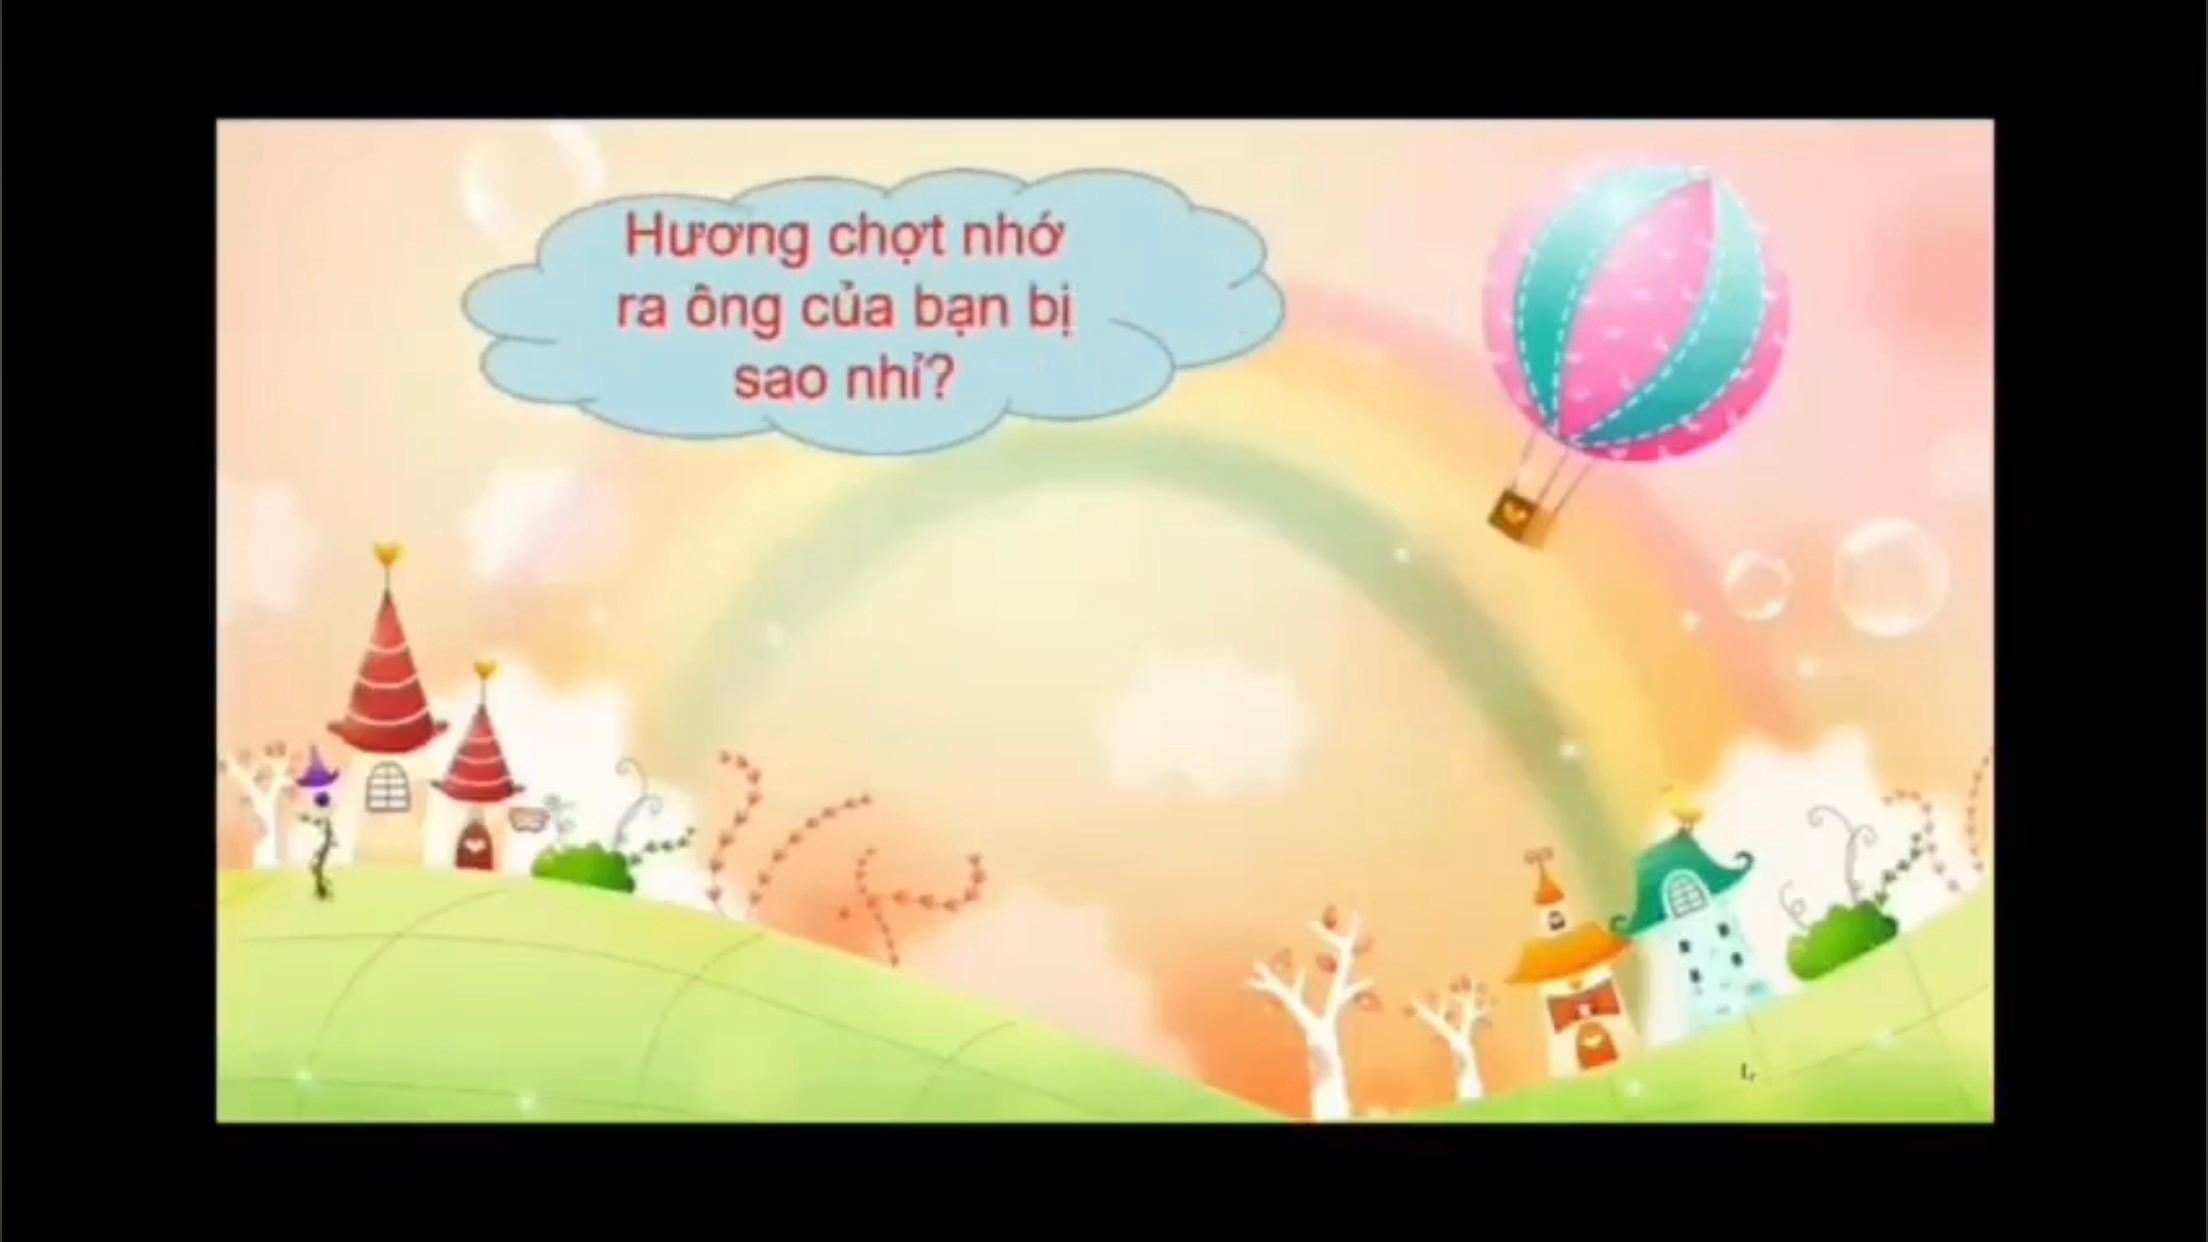 Hương chợt nhớ
ra ông của bạn bị
sao nhỉ?